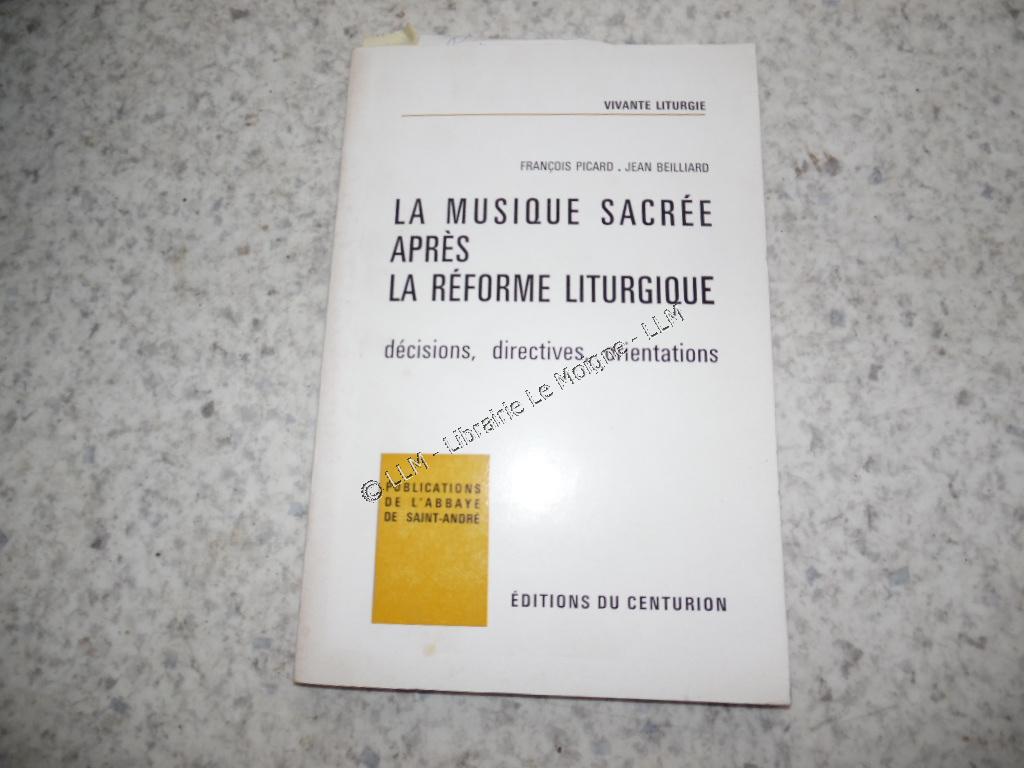 VIVANTE LITURGIE
FRANÇOIS PICARD . JEAN BEILLIARD
LA MUSIQUE SACRÉE
APRÈS
LA RÉFORME LITURGIQUE
décisions, directives, orientations
© LLM - Librairie Le Moigne - LLM
PUBLICATIONS
DE L'ABBAYE
DE SAINT-ANDRÉ
ÉDITIONS DU CENTURION